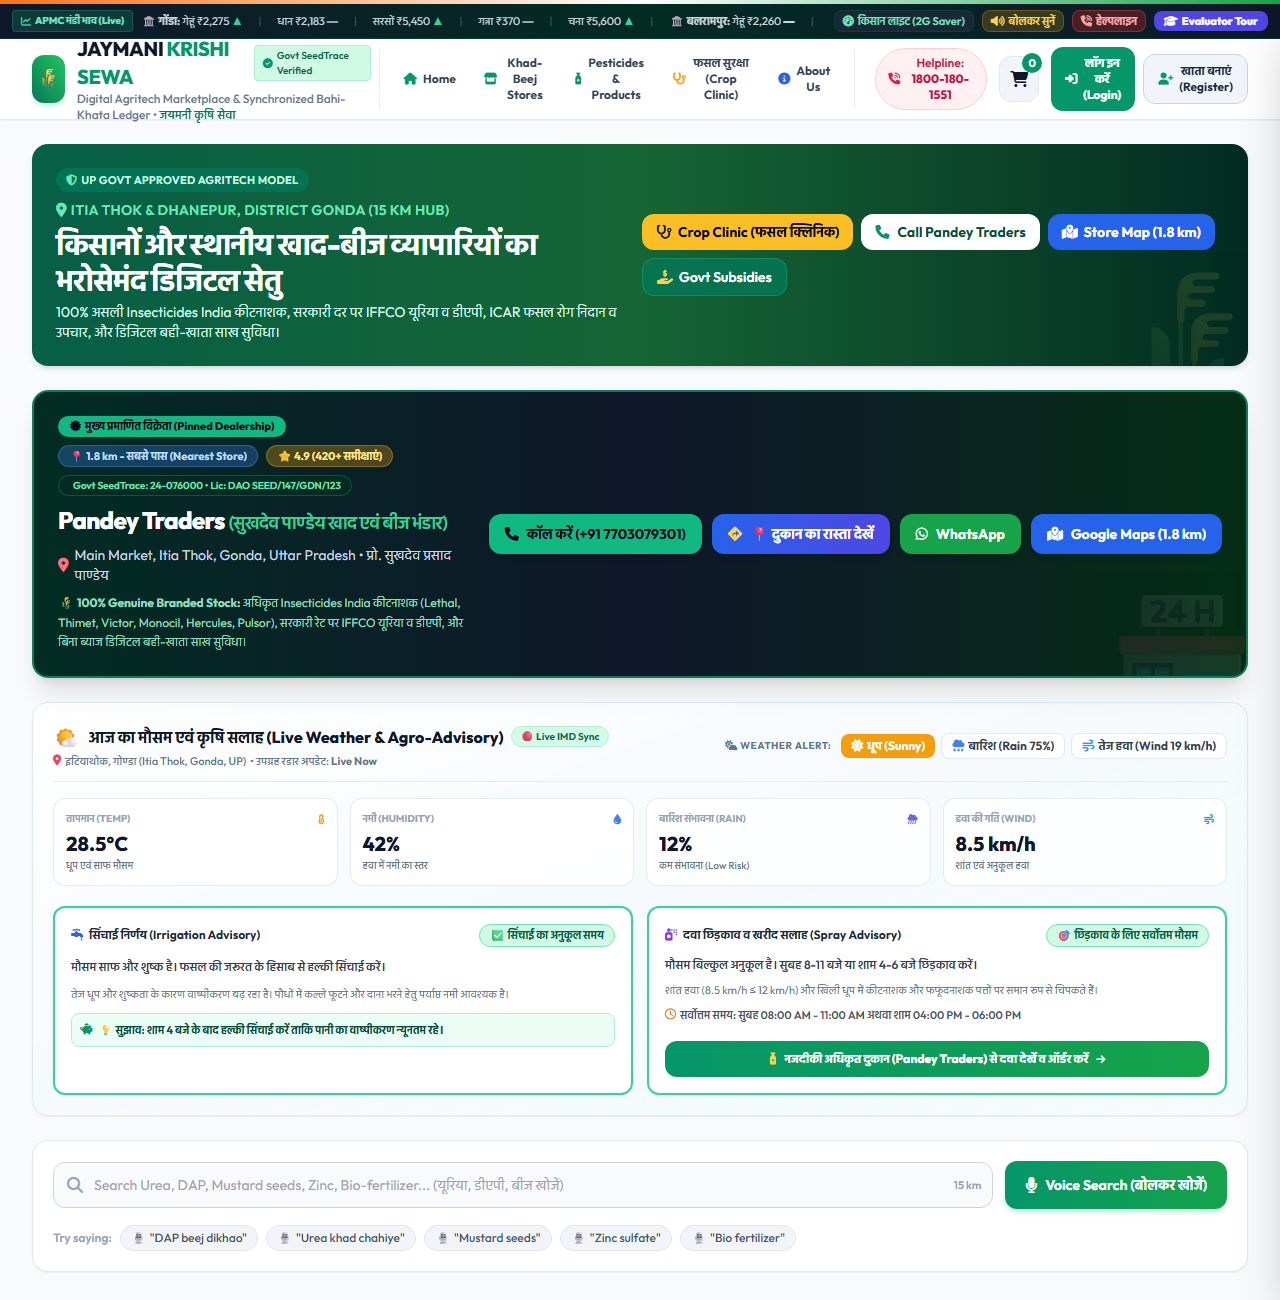 APMC मंडी भाव (Live)
गोंडा: गेहूं ₹2,275 ▲ | धान ₹2,183 — | सरसों ₹5,450 ▲ | गन्ना ₹370 — | चना ₹5,600 ▲ | बलरामपुर: गेहूं ₹2,260 — |
किसान लाइट (2G Saver)
बोलकर सुनें
हेल्पलाइन
Evaluator Tour
JAYMANI KRISHI
SEWA
Govt SeedTrace
Verified
Digital Agritech Marketplace & Synchronized Bahi-
Khata Ledger • जयमनी कृषि सेवा
Home
Khad-
Beej
Stores
Pesticides
&
Products
फसल सुरक्षा
(Crop
Clinic)
About
Us
Helpline:
1800-180-
1551
0
लॉग इन
करें
(Login)
खाता बनाएं
(Register)
UP GOVT APPROVED AGRITECH MODEL
ITIA THOK & DHANEPUR, DISTRICT GONDA (15 KM HUB)
किसानों और स्थानीय खाद-बीज व्यापारियों का
भरोसेमंद डिजिटल सेतु
100% असली Insecticides India कीटनाशक, सरकारी दर पर IFFCO यूरिया व डीएपी, ICAR फसल रोग निदान व
उपचार, और डिजिटल बही-खाता साख सुविधा।
Crop Clinic (फसल क्लिनिक)
Call Pandey Traders
Store Map (1.8 km)
Govt Subsidies
मुख्य प्रमाणित विक्रेता (Pinned Dealership)
1.8 km - सबसे पास (Nearest Store)
4.9 (420+ समीक्षाएं)
Govt SeedTrace: 24-076000 • Lic: DAO SEED/147/GDN/123
Pandey Traders (सुखदेव पाण्डेय खाद एवं बीज भंडार)
Main Market, Itia Thok, Gonda, Uttar Pradesh • प्रो. सुखदेव प्रसाद
पाण्डेय
100% Genuine Branded Stock: अधिकृत Insecticides India कीटनाशक (Lethal,
Thimet, Victor, Monocil, Hercules, Pulsor), सरकारी रेट पर IFFCO यूरिया व डीएपी, और
बिना ब्याज डिजिटल बही-खाता साख सुविधा।
कॉल करें (+91 7703079301)
दुकान का रास्ता देखें
WhatsApp
Google Maps (1.8 km)
24 H
आज का मौसम एवं कृषि सलाह (Live Weather & Agro-Advisory)
Live IMD Sync
इटियाथोक, गोण्डा (Itia Thok, Gonda, UP) • उपग्रह रडार अपडेट: Live Now
WEATHER ALERT:
धूप (Sunny)
बारिश (Rain 75%)
तेज हवा (Wind 19 km/h)
तापमान (TEMP)
28.5°C
धूप एवं साफ मौसम
नमी (HUMIDITY)
42%
हवा में नमी का स्तर
बारिश संभावना (RAIN)
12%
कम संभावना (Low Risk)
हवा की गति (WIND)
8.5 km/h
शांत एवं अनुकूल हवा
सिंचाई निर्णय (Irrigation Advisory)
सिंचाई का अनुकूल समय
मौसम साफ और शुष्क है। फसल की जरूरत के हिसाब से हल्की सिंचाई करें।
तेज धूप और शुष्कता के कारण वाष्पीकरण बढ़ रहा है। पौधों में कल्ले फूटने और दाना भरने हेतु पर्याप्त नमी आवश्यक है।
सुझाव: शाम 4 बजे के बाद हल्की सिंचाई करें ताकि पानी का वाष्पीकरण न्यूनतम रहे।
दवा छिड़काव व खरीद सलाह (Spray Advisory)
छिड़काव के लिए सर्वोत्तम मौसम
मौसम बिल्कुल अनुकूल है। सुबह 8-11 बजे या शाम 4-6 बजे छिड़काव करें।
शांत हवा (8.5 km/h ≤ 12 km/h) और खिली धूप में कीटनाशक और फफूंदनाशक पत्तों पर समान रूप से चिपकते हैं।
सर्वोत्तम समय: सुबह 08:00 AM - 11:00 AM अथवा शाम 04:00 PM - 06:00 PM
नजदीकी अधिकृत दुकान (Pandey Traders) से दवा देखें व ऑर्डर करें →
Search Urea, DAP, Mustard seeds, Zinc, Bio-fertilizer... (यूरिया, डीएपी, बीज खोजें)
15 km
Voice Search (बोलकर खोजें)
Try saying:
"DAP beej dikhao"
"Urea khad chahiye"
"Mustard seeds"
"Zinc sulfate"
"Bio fertilizer"